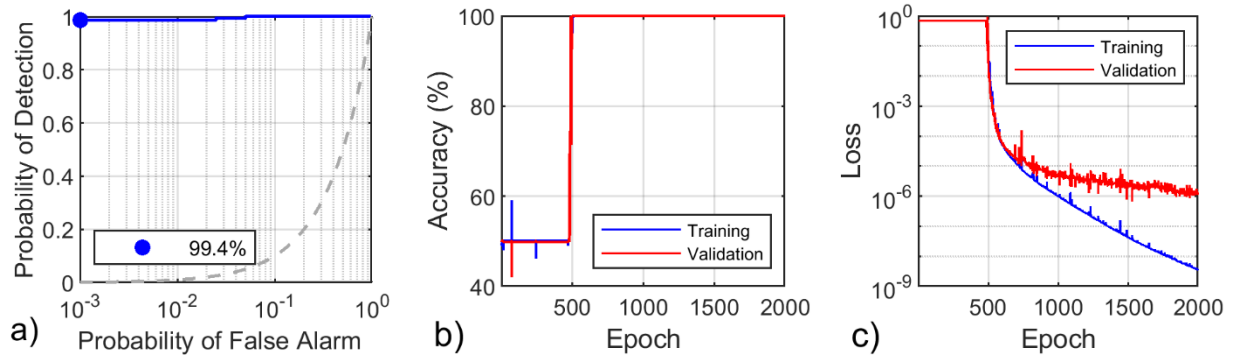 Probability of Detection
1
0.8
0.6
0.4
0.2
0
99.4%
10^-3
10^-2
10^-1
10^0
Probability of False Alarm
a)
Accuracy (%)
100
80
60
40
Training
Validation
0
500
1000
1500
2000
Epoch
b)
Loss
10^0
10^-3
10^-6
10^-9
Training
Validation
500
1000
1500
2000
Epoch
c)